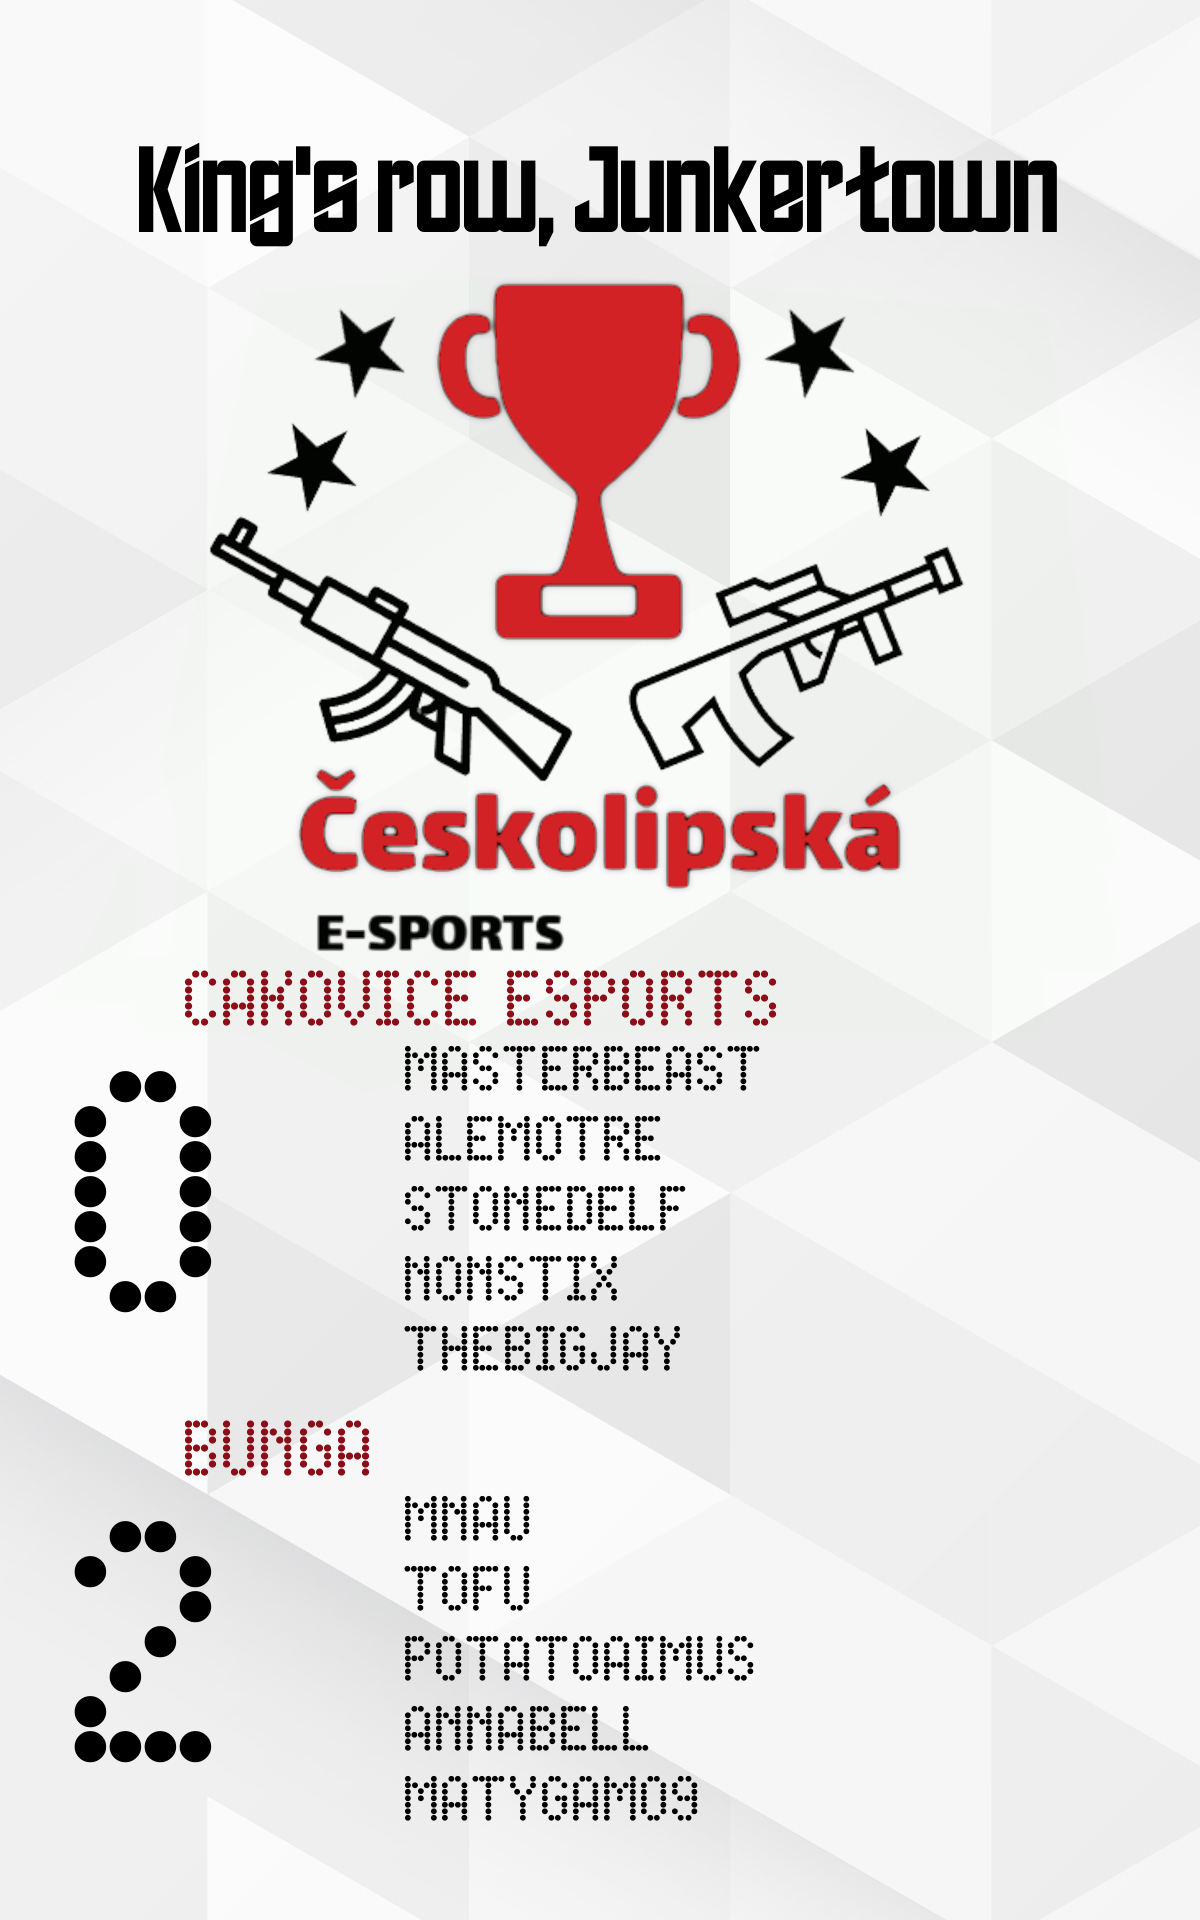 King's row, Junkertown
Českolipská
E-SPORTS
CAKOVICE ESPORTS
0
MASTERBEAST
ALEMOTRE
STONEDELF
NONSTIX
THEBIGJAY
BUNGA
2
MNAU
TOFU
POTATOAIMUS
ANNABELL
MATYGAM09